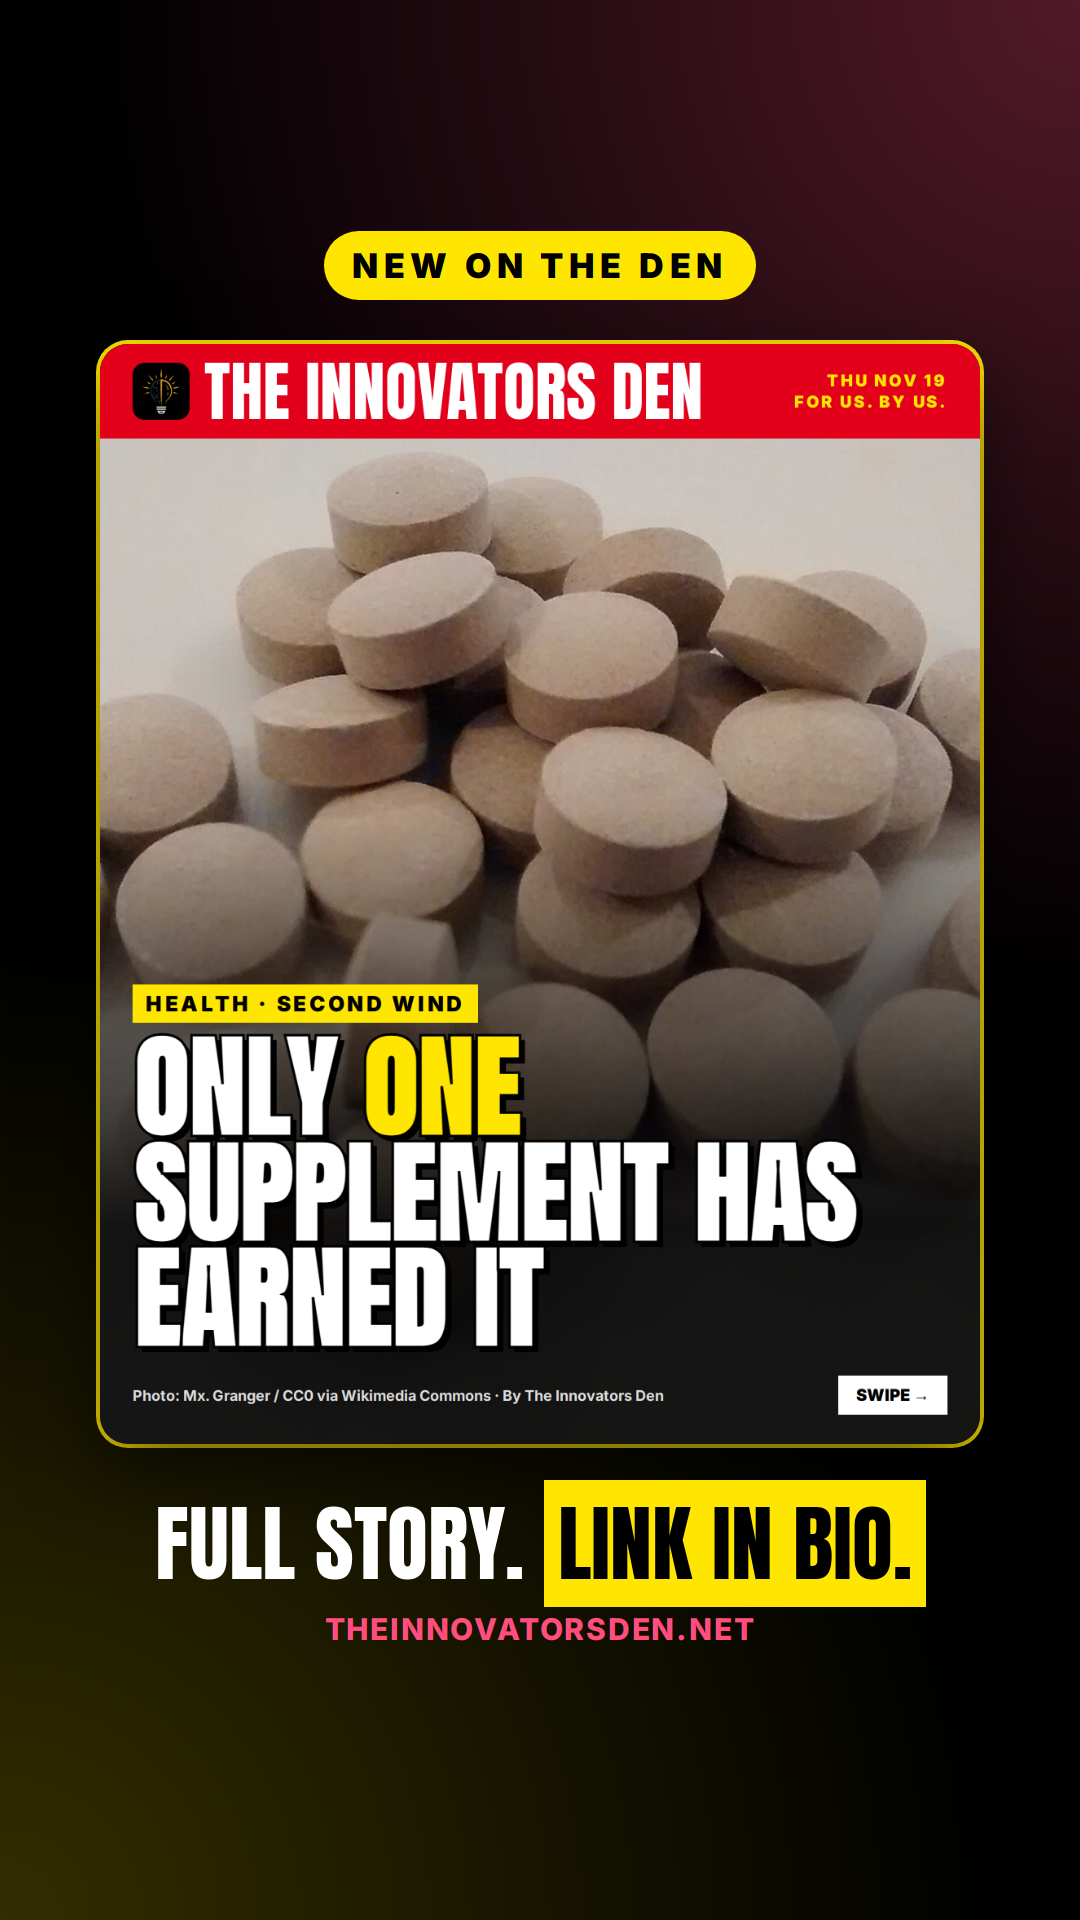 NEW ON THE DEN
THE INNOVATORS DEN
THU NOV 19
FOR US. BY US.
HEALTH · SECOND WIND
ONLY ONE
SUPPLEMENT HAS
EARNED IT
Photo: Mx. Granger / CC0 via Wikimedia Commons · By The Innovators Den
SWIPE →
FULL STORY. LINK IN BIO.
THEINNOVATORSDEN.NET